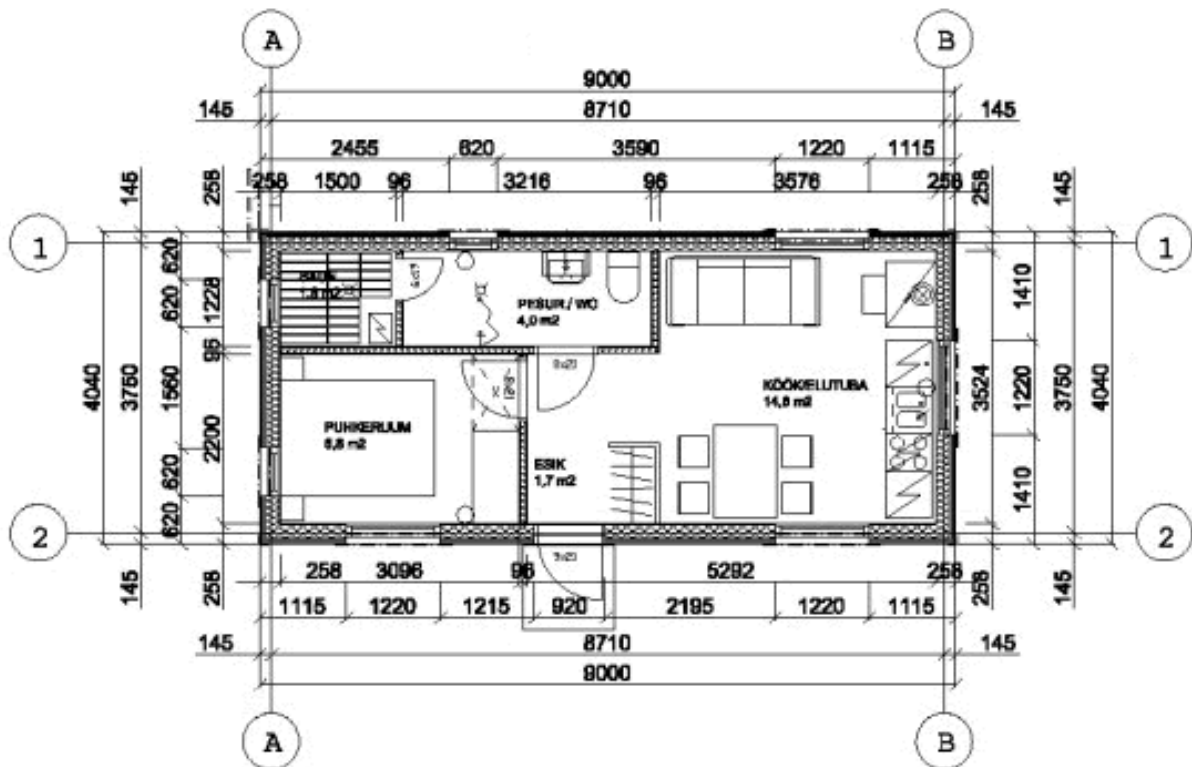 A B
9000
145 8710 145
2455 620 3590 1220 1115
258 1500 96 3216 96 3576 258
145 258 258 145
1 1
620 620 1228 96 1560 2200 620 620 3750 4040
1410 1220 1410 3524 3750 4040
1,8 m2
PESUR./ WC
4,0 m2
KÖÖK/ELUTUBA
14,8 m2
PUHKERUUM
6,8 m2
ESIK
1,7 m2
9x21
2 2
145 258 258 145
258 3096 96 5292 258
1115 1220 1215 920 2195 1220 1115
145 8710 145
9000
A B